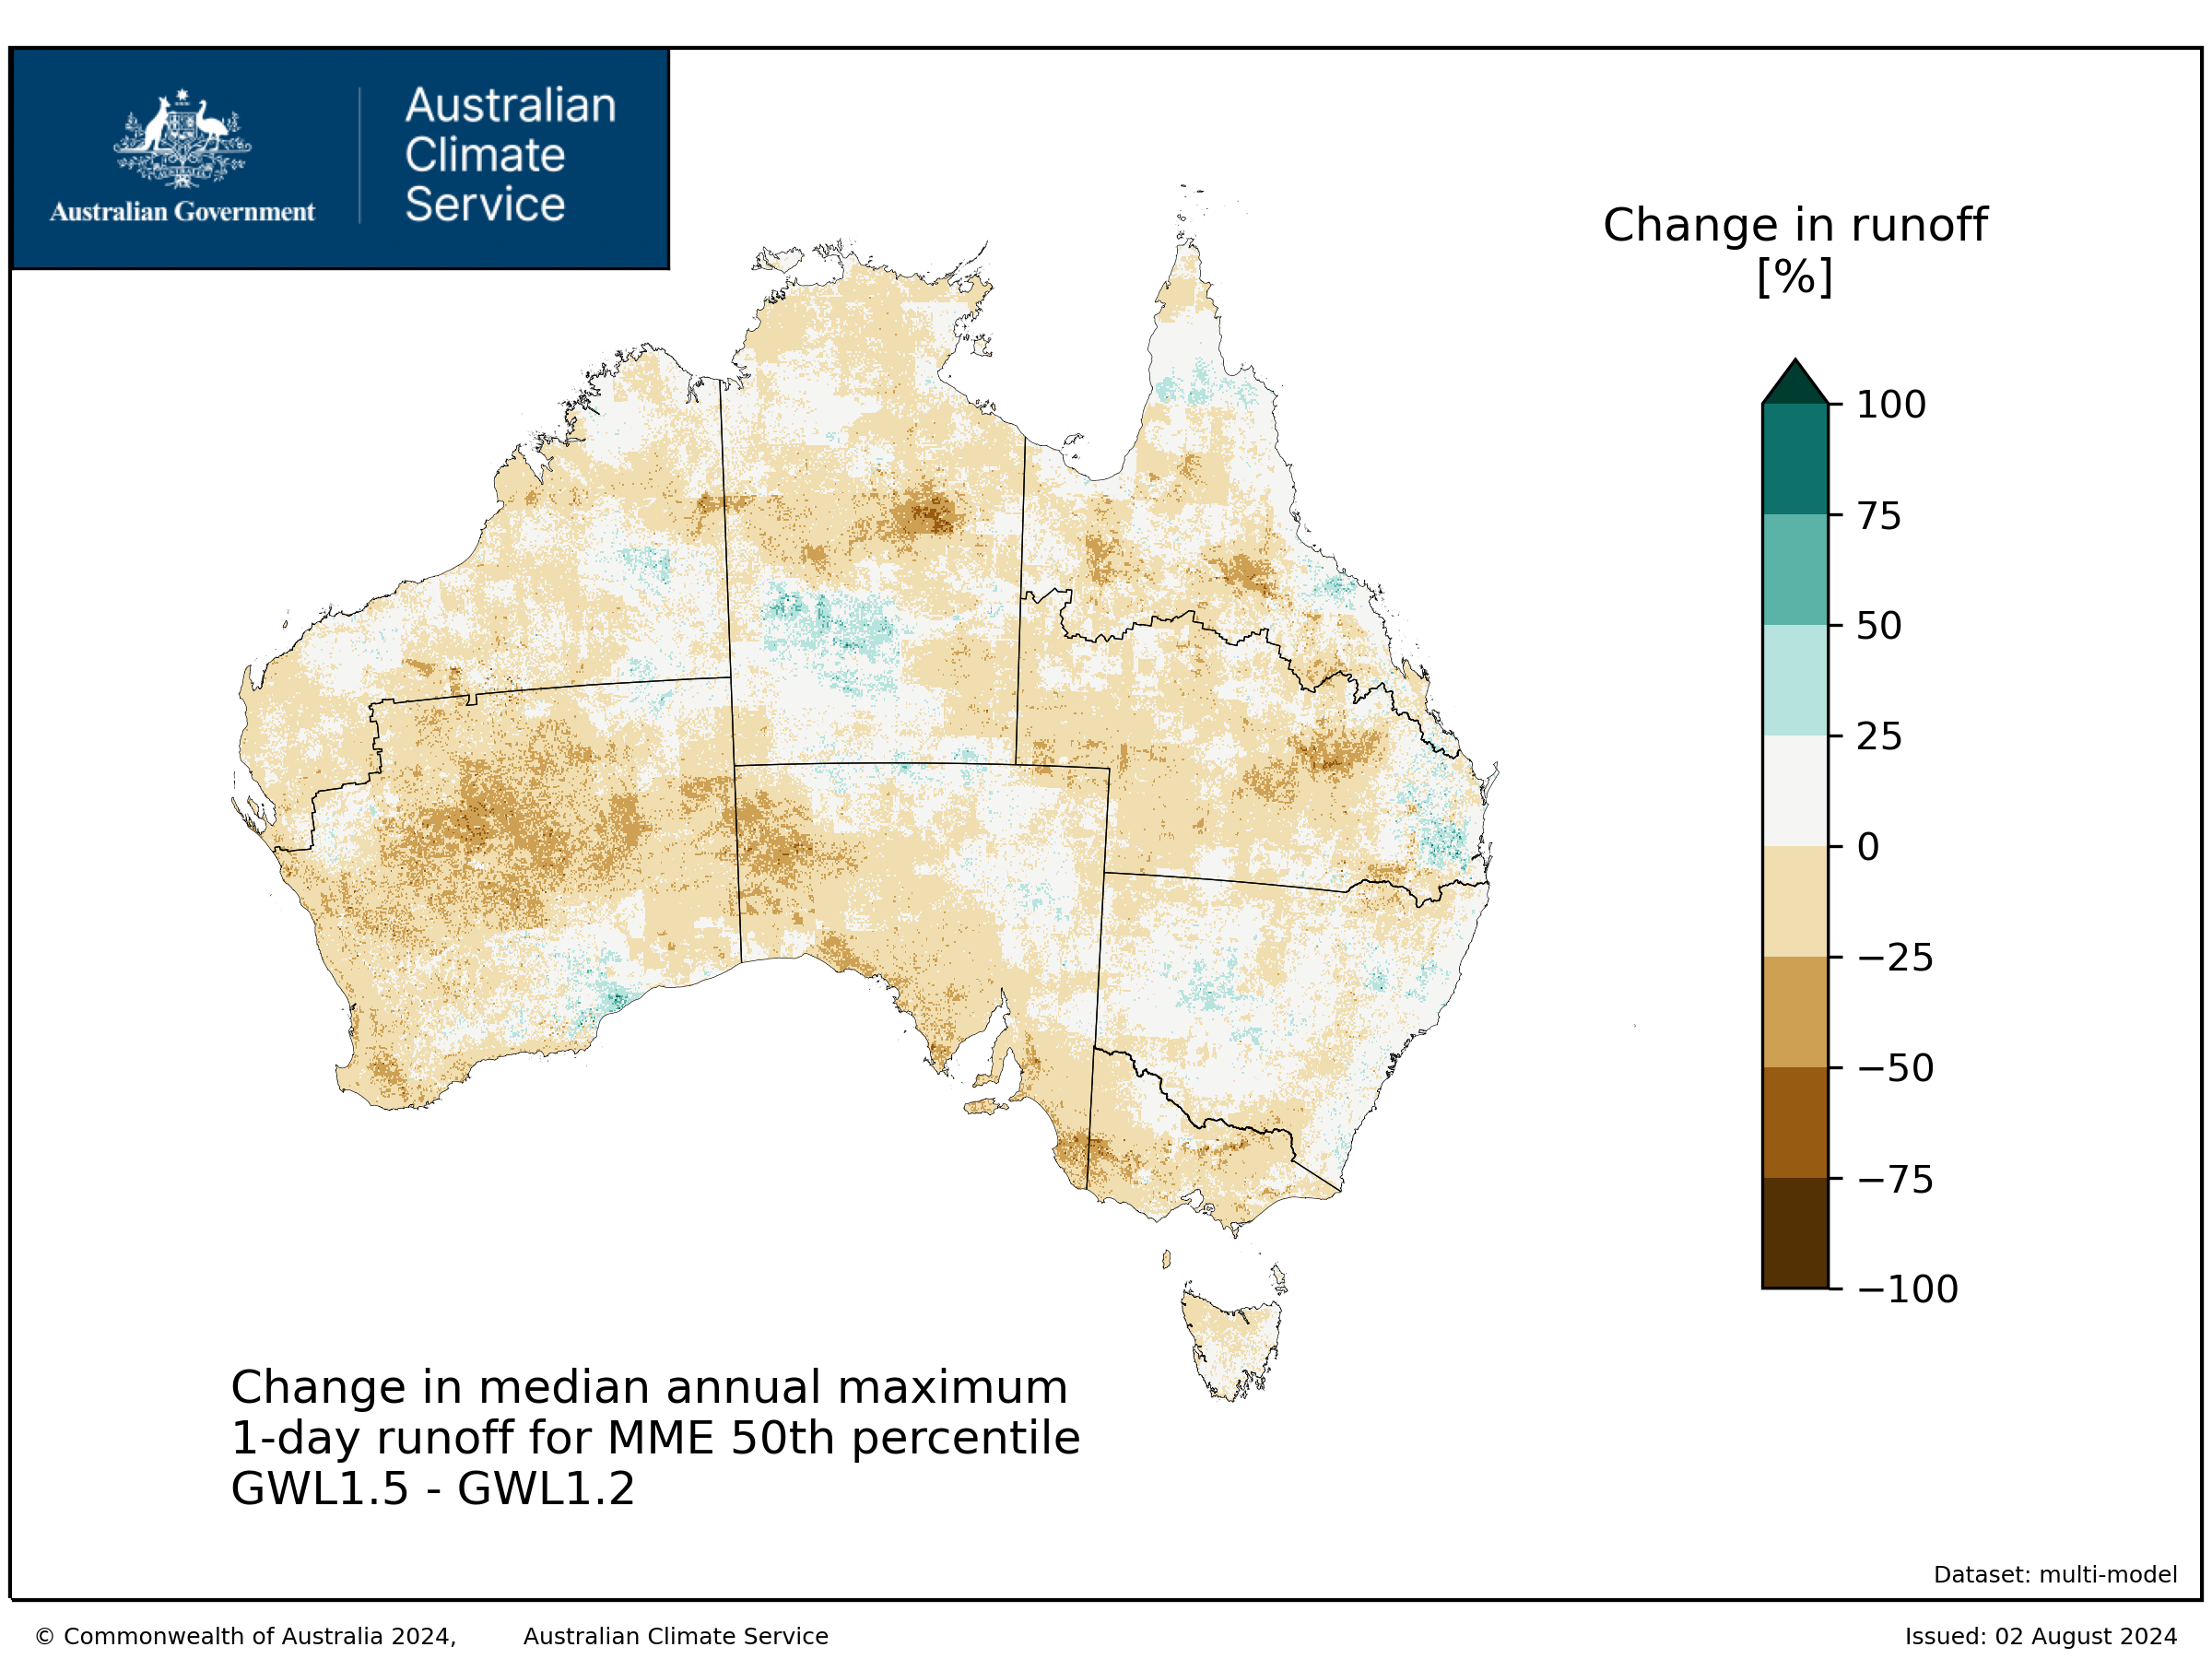 Australian Government
Australian
Climate
Service
Change in runoff
[%]
100
75
50
25
0
−25
−50
−75
−100
Change in median annual maximum
1-day runoff for MME 50th percentile
GWL1.5 - GWL1.2
Dataset: multi-model
© Commonwealth of Australia 2024, Australian Climate Service
Issued: 02 August 2024